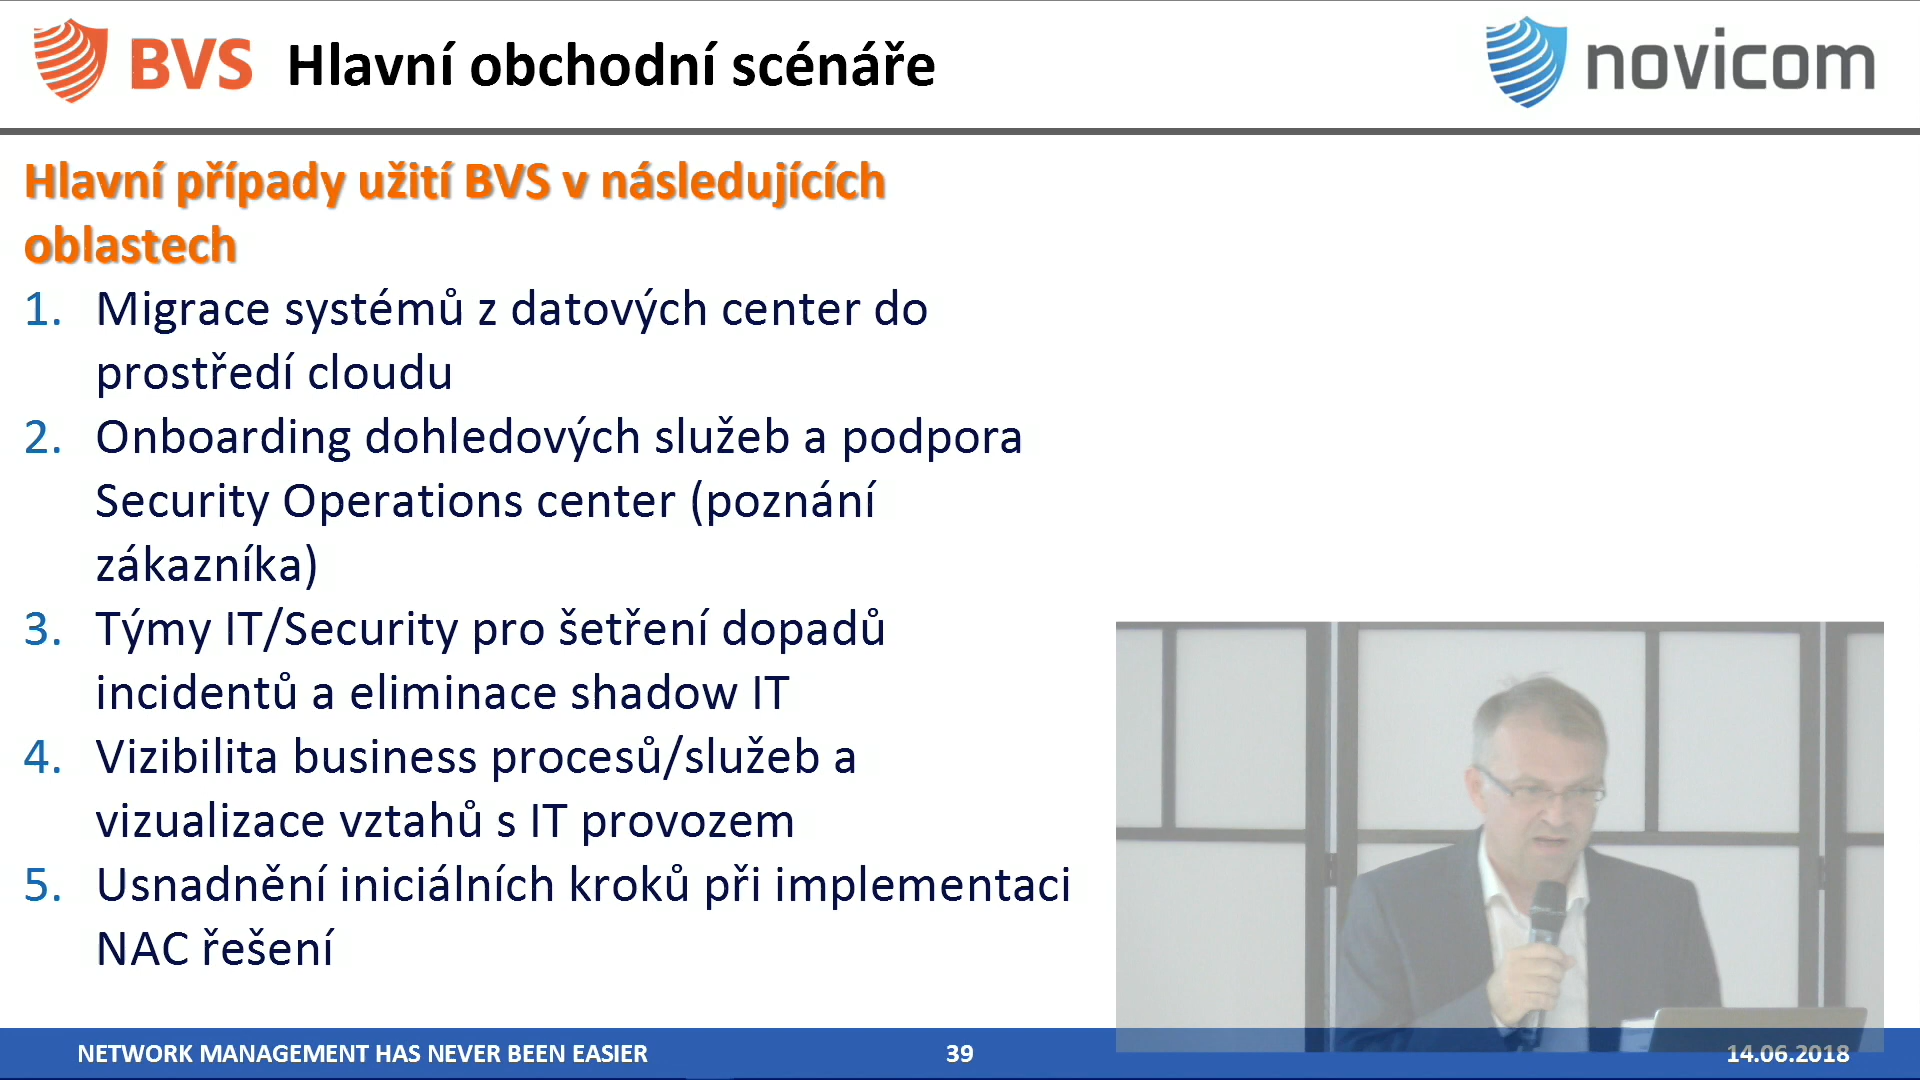 BVS Hlavní obchodní scénáře
novicom
Hlavní případy užití BVS v následujících
oblastech
1. Migrace systémů z datových center do
prostředí cloudu
2. Onboarding dohledových služeb a podpora
Security Operations center (poznání
zákazníka)
3. Týmy IT/Security pro šetření dopadů
incidentů a eliminace shadow IT
4. Vizibilita business procesů/služeb a
vizualizace vztahů s IT provozem
5. Usnadnění iniciálních kroků při implementaci
NAC řešení
NETWORK MANAGEMENT HAS NEVER BEEN EASIER
39
14.06.2018